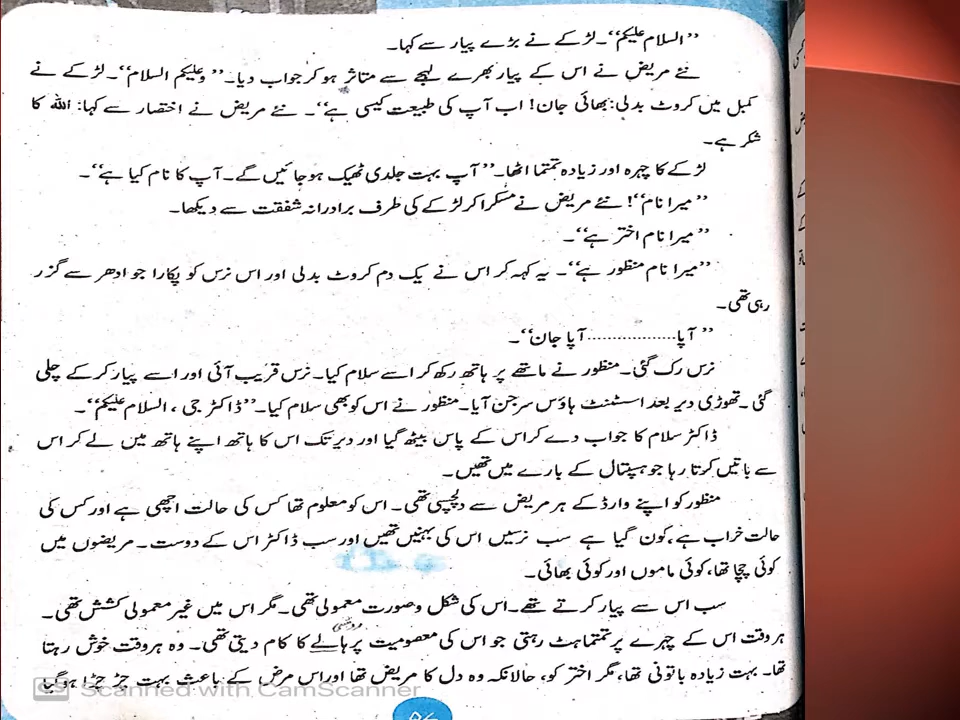 ’’السلام علیکم‘‘۔ لڑکے نے بڑے پیار سے کہا۔
نئے مریض نے اس کے پیار بھرے لہجے سے متاثر ہو کر جواب دیا۔ ’’وعلیکم السلام‘‘۔ لڑکے نے
کمبل میں کروٹ بدلی: بھائی جان! اب آپ کی طبیعت کیسی ہے‘‘۔ نئے مریض نے اختصار سے کہا: اللہ کا
شکر ہے۔
لڑکے کا چہرہ اور زیادہ تمتما اٹھا۔ ’’آپ بہت جلدی ٹھیک ہو جائیں گے۔ آپ کا نام کیا ہے‘‘۔
’’میرا نام‘‘! نئے مریض نے مسکرا کر لڑکے کی طرف برادرانہ شفقت سے دیکھا۔
’’میرا نام اختر ہے‘‘۔
’’میرا نام منظور ہے‘‘۔ یہ کہہ کر اس نے یک دم کروٹ بدلی اور اس نرس کو پکارا جو ادھر سے گزر
رہی تھی۔
’’آپا.................آپا جان‘‘۔
نرس رک گئی۔ منظور نے ماتھے پر ہاتھ رکھ کر اسے سلام کیا۔ نرس قریب آئی اور اسے پیار کر کے چلی
گئی۔ تھوڑی دیر بعد اسسٹنٹ ہاؤس سرجن آیا۔ منظور نے اس کو بھی سلام کیا۔ ’’ڈاکٹر جی، السلام علیکم‘‘۔
ڈاکٹر سلام کا جواب دے کر اس کے پاس بیٹھ گیا اور دیر تک اس کا ہاتھ اپنے ہاتھ میں لے کر اس
سے باتیں کرتا رہا جو ہسپتال کے بارے میں تھیں۔
منظور کو اپنے وارڈ کے ہر مریض سے دلچسپی تھی۔ اس کو معلوم تھا کس کی حالت اچھی ہے اور کس کی
حالت خراب ہے، کون گیا ہے سب نرسیں اس کی بہنیں تھیں اور سب ڈاکٹر اس کے دوست۔ مریضوں میں
کوئی چچا تھا، کوئی ماموں اور کوئی بھائی۔
سب اس سے پیار کرتے تھے۔ اس کی شکل و صورت معمولی تھی۔ مگر اس میں غیر معمولی کشش تھی۔
ہر وقت اس کے چہرے پر تمتماہٹ رہتی جو اس کی معصومیت پر ہالے کا کام دیتی تھی۔ وہ ہر وقت خوش رہتا
تھا۔ بہت زیادہ باتونی تھا، مگر اختر کو، حالانکہ وہ دل کا مریض تھا اور اس مرض کے باعث بہت چڑچڑا ہو گیا
Scanned with CamScanner